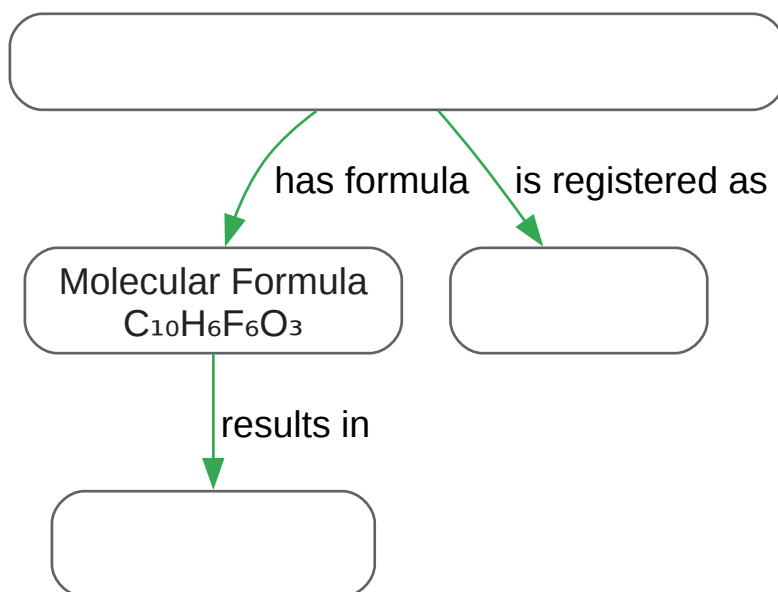 has formula
is registered as
Molecular Formula
C₁₀H₆F₆O₃
results in